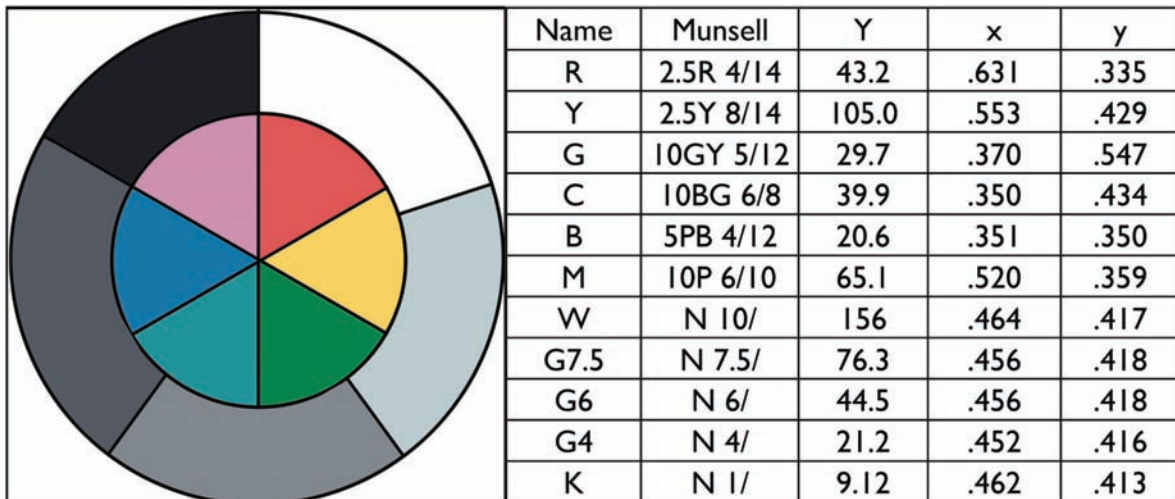 Name Munsell Y x y
R 2.5R 4/14 43.2 .631 .335
Y 2.5Y 8/14 105.0 .553 .429
G 10GY 5/12 29.7 .370 .547
C 10BG 6/8 39.9 .350 .434
B 5PB 4/12 20.6 .351 .350
M 10P 6/10 65.1 .520 .359
W N 10/ 156 .464 .417
G7.5 N 7.5/ 76.3 .456 .418
G6 N 6/ 44.5 .456 .418
G4 N 4/ 21.2 .452 .416
K N 1/ 9.12 .462 .413